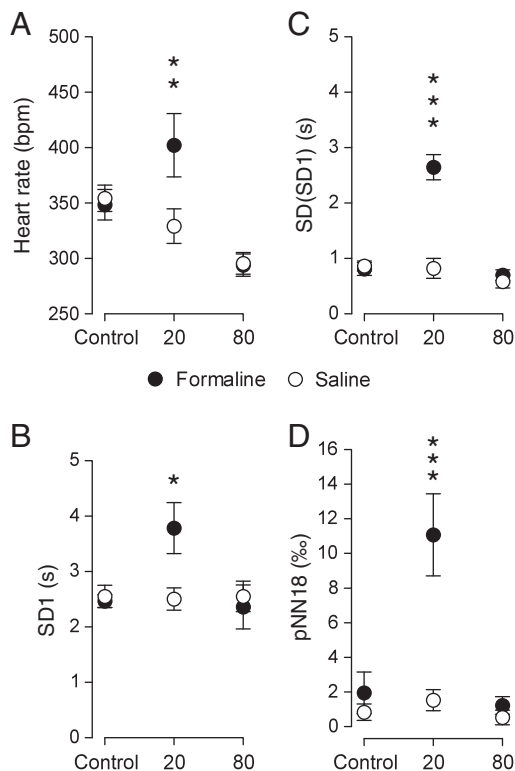 A
500
450
400
350
300
250
Heart rate (bpm)
*
*
Control 20 80
C
5
4
3
2
1
0
SD(SD1) (s)
*
*
*
Control 20 80
Formaline Saline
B
5
4
3
2
1
0
SD1 (s)
*
Control 20 80
D
16
14
12
10
8
6
4
2
0
pNN18 (‰)
*
*
*
Control 20 80